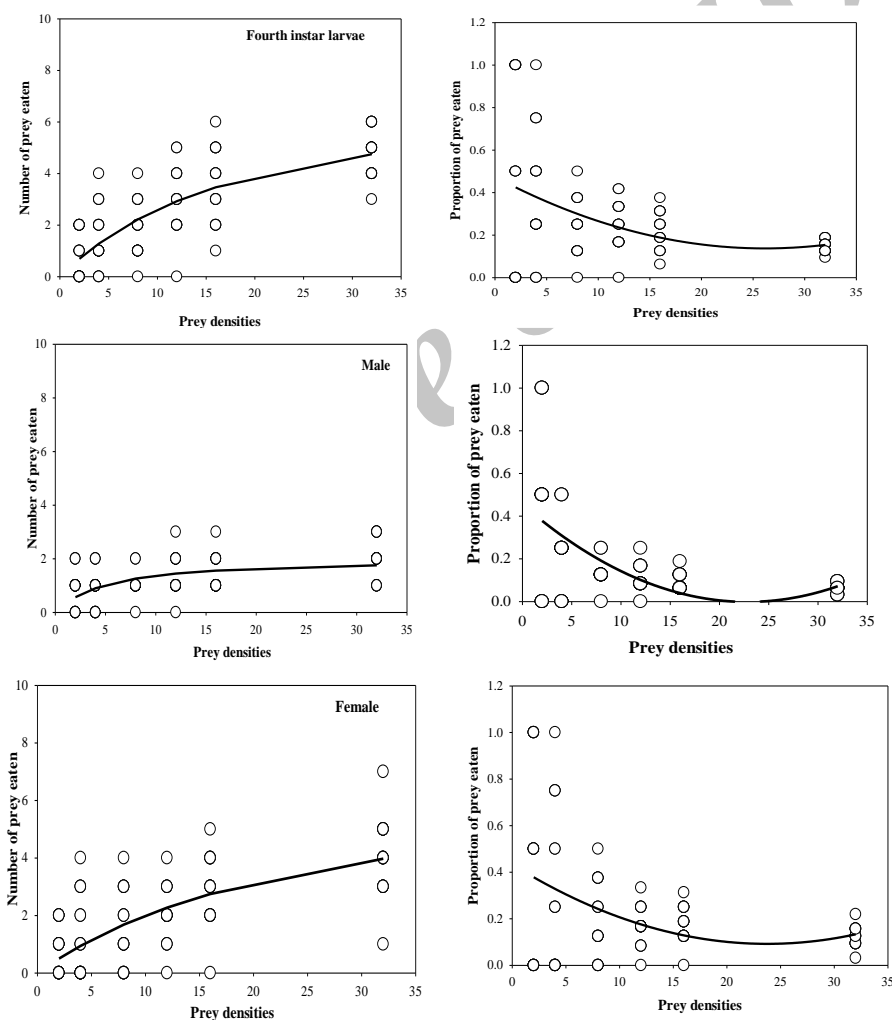 Fourth instar larvae
Number of prey eaten
10
8
6
4
2
0
0 5 10 15 20 25 30 35
Prey densities
Proportion of prey eaten
1.2
1.0
0.8
0.6
0.4
0.2
0.0
0 5 10 15 20 25 30 35
Prey densities
Male
Number of prey eaten
10
8
6
4
2
0
0 5 10 15 20 25 30 35
Prey densities
Proportion of prey eaten
1.2
1.0
0.8
0.6
0.4
0.2
0.0
0 5 10 15 20 25 30 35
Prey densities
Female
Number of prey eaten
10
8
6
4
2
0
0 5 10 15 20 25 30 35
Prey densities
Proportion of prey eaten
1.2
1.0
0.8
0.6
0.4
0.2
0.0
0 5 10 15 20 25 30 35
Prey densities